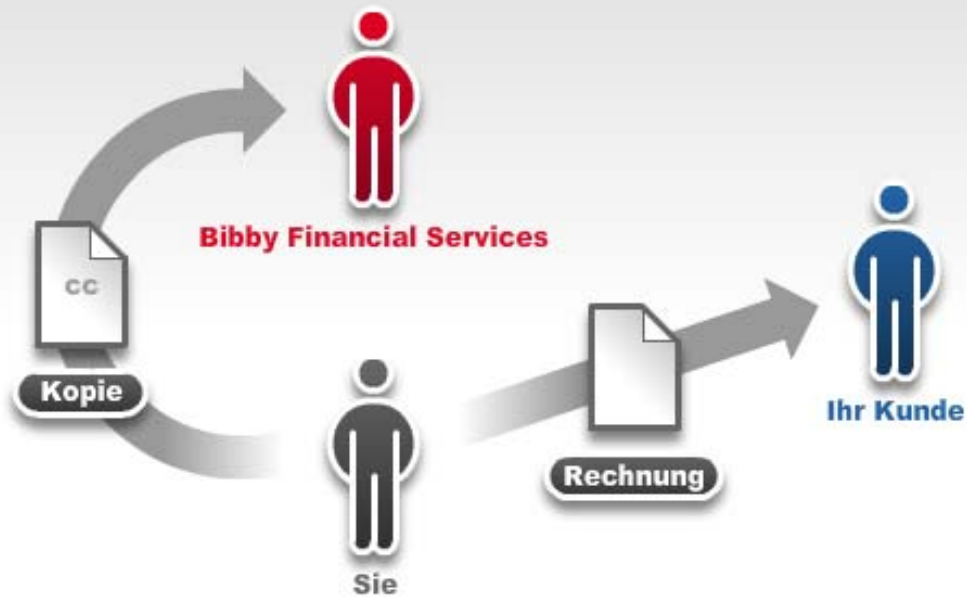 Bibby Financial Services
cc
Kopie
Ihr Kunde
Rechnung
Sie